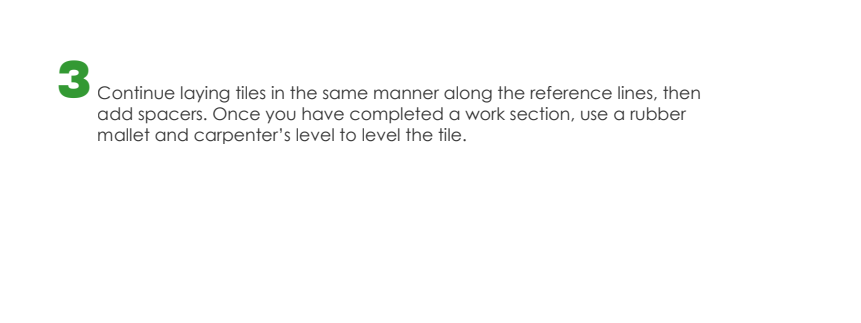 3
Continue laying tiles in the same manner along the reference lines, then
add spacers. Once you have completed a work section, use a rubber
mallet and carpenter’s level to level the tile.